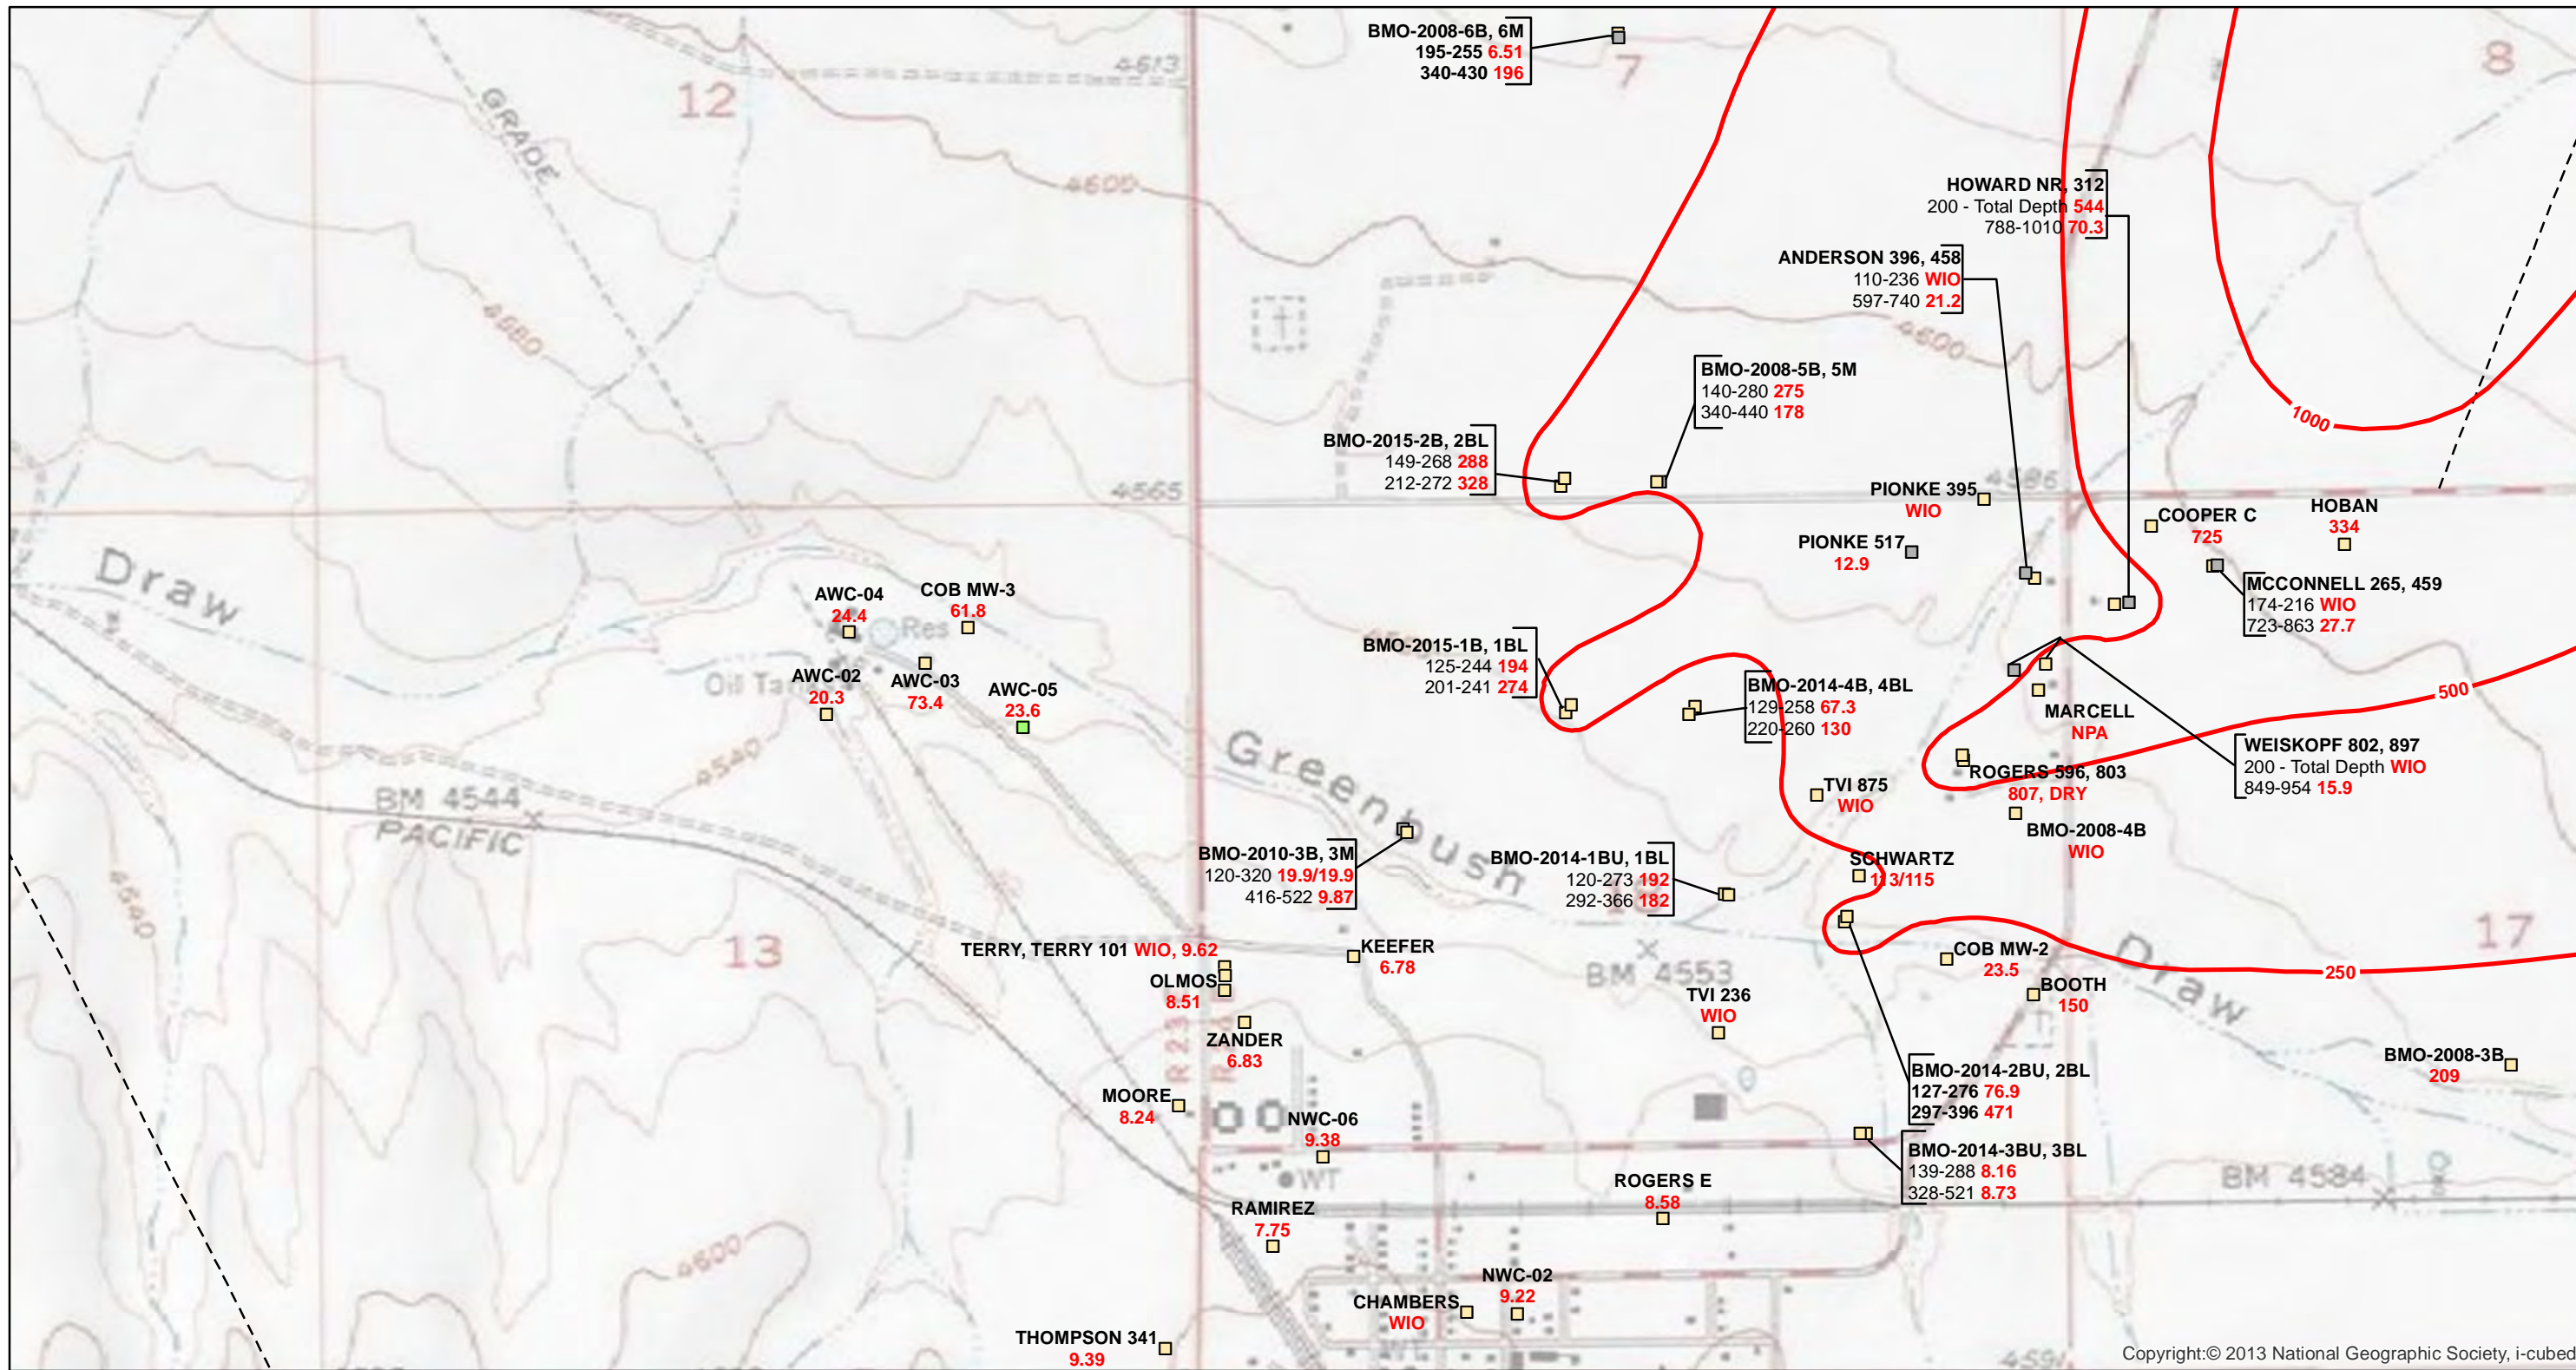 BMO-2008-6B, 6M
195-255 6.51
340-430 196
7
8
12
4613
GRADE
4600
HOWARD NR, 312
200 - Total Depth 544
788-1010 70.3
ANDERSON 396, 458
110-236 WIO
597-740 21.2
4580
4600
BMO-2008-5B, 5M
140-280 275
340-440 178
1000
BMO-2015-2B, 2BL
149-268 288
212-272 328
4565
4586
PIONKE 395
WIO
HOBAN
334
COOPER C
725
PIONKE 517
12.9
Draw
MCCONNELL 265, 459
174-216 WIO
723-863 27.7
AWC-04
24.4
COB MW-3
61.8
Res
BMO-2015-1B, 1BL
125-244 194
201-241 274
AWC-02
20.3
Oil Tanks
AWC-03
73.4
AWC-05
23.6
BMO-2014-4B, 4BL
129-258 67.3
220-260 130
500
MARCELL
NPA
WEISKOPF 802, 897
200 - Total Depth WIO
849-954 15.9
4540
Greenbush
ROGERS 596, 803
807, DRY
TVI 875
WIO
BM 4544
PACIFIC
BMO-2008-4B
WIO
BMO-2010-3B, 3M
120-320 19.9/19.9
416-522 9.87
BMO-2014-1BU, 1BL
120-273 192
292-366 182
SCHWARTZ
113/115
4540
13
17
TERRY, TERRY 101 WIO, 9.62
KEEFER
6.78
COB MW-2
23.5
Draw
250
OLMOS
8.51
BM 4553
BOOTH
150
TVI 236
WIO
ZANDER
6.83
BMO-2008-3B
209
BMO-2014-2BU, 2BL
127-276 76.9
297-396 471
MOORE
8.24
NWC-06
9.38
BMO-2014-3BU, 3BL
139-288 8.16
328-521 8.73
WT
BM 4584
ROGERS E
8.58
RAMIREZ
7.75
4600
NWC-02
9.22
CHAMBERS
WIO
THOMPSON 341
9.39
Copyright:© 2013 National Geographic Society, i-cubed